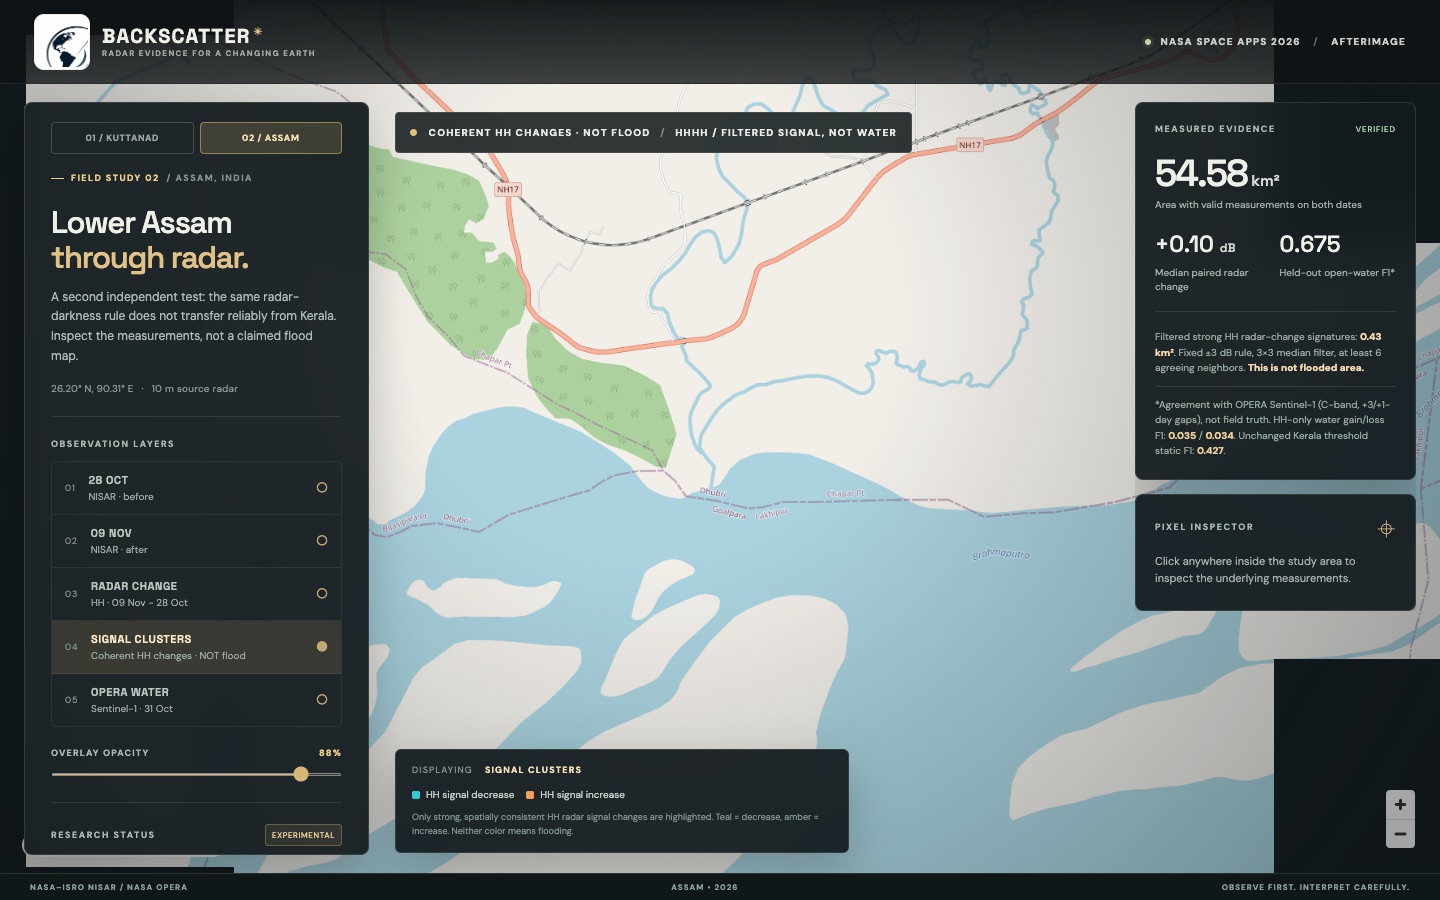 BACKSCATTER*
RADAR EVIDENCE FOR A CHANGING EARTH
NASA SPACE APPS 2026 / AFTERIMAGE
01 / KUTTANAD
02 / ASSAM
FIELD STUDY 02 / ASSAM, INDIA
Lower Assam
through radar.
A second independent test: the same radar-
darkness rule does not transfer reliably from Kerala.
Inspect the measurements, not a claimed flood
map.
26.20° N, 90.31° E · 10 m source radar
OBSERVATION LAYERS
01 28 OCT
NISAR · before
02 09 NOV
NISAR · after
03 RADAR CHANGE
HH · 09 Nov − 28 Oct
04 SIGNAL CLUSTERS
Coherent HH changes · NOT flood
05 OPERA WATER
Sentinel-1 · 31 Oct
OVERLAY OPACITY 88%
RESEARCH STATUS EXPERIMENTAL
COHERENT HH CHANGES · NOT FLOOD / HHHH / FILTERED SIGNAL, NOT WATER
NH17
NH17
Chapar Pt
Dhubri
Chapar Pt
Goalpara
Lakhipur
Dhubri
Brahmaputra
DISPLAYING SIGNAL CLUSTERS
HH signal decrease HH signal increase
Only strong, spatially consistent HH radar signal changes are highlighted. Teal = decrease, amber =
increase. Neither color means flooding.
MEASURED EVIDENCE VERIFIED
54.58 km²
Area with valid measurements on both dates
+0.10 dB
Median paired radar
change
0.675
Held-out open-water F1*
Filtered strong HH radar-change signatures: 0.43
km². Fixed ±3 dB rule, 3×3 median filter, at least 6
agreeing neighbors. This is not flooded area.
*Agreement with OPERA Sentinel-1 (C-band, +3/+1-
day gaps), not field truth. HH-only water gain/loss
F1: 0.035 / 0.034. Unchanged Kerala threshold
static F1: 0.427.
PIXEL INSPECTOR
Click anywhere inside the study area to
inspect the underlying measurements.
+
−
NASA–ISRO NISAR / NASA OPERA
ASSAM • 2026
OBSERVE FIRST. INTERPRET CAREFULLY.